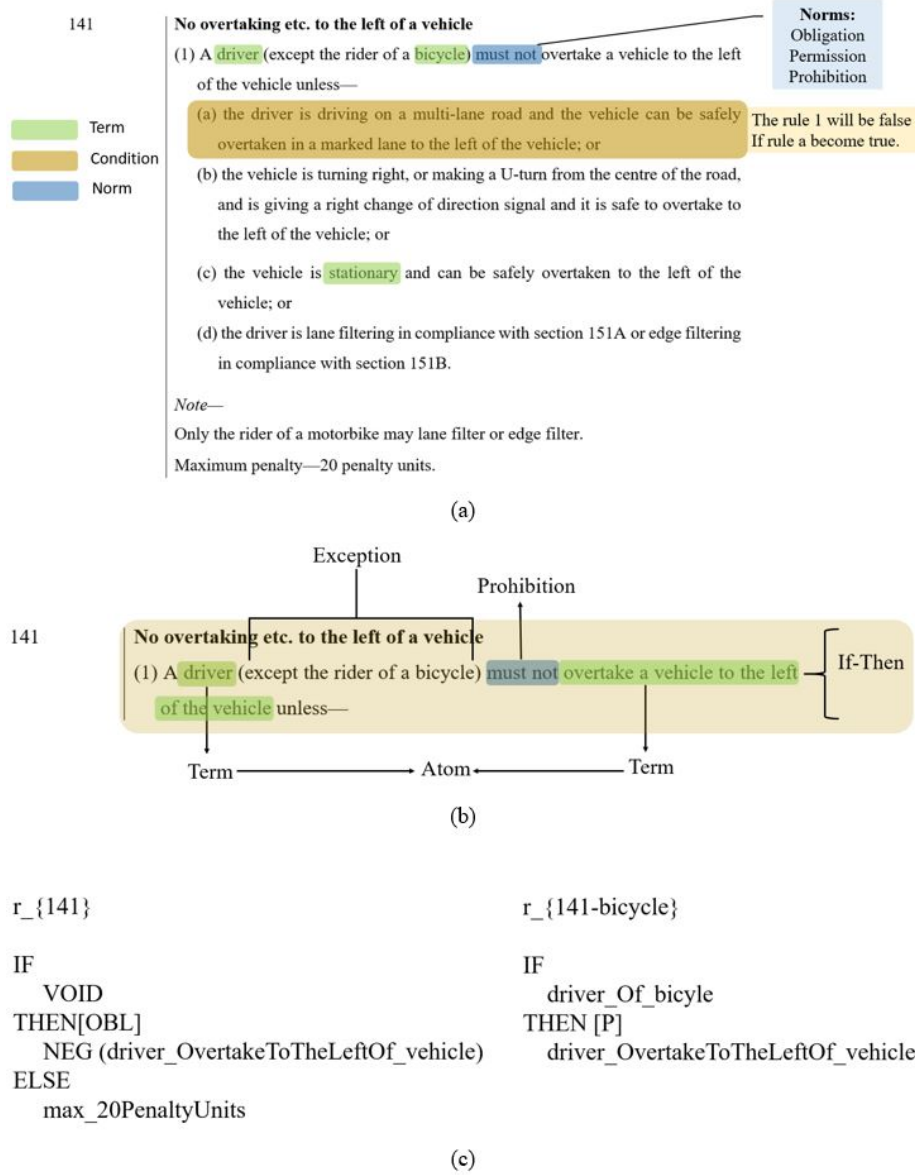 141
No overtaking etc. to the left of a vehicle
(1) A driver (except the rider of a bicycle) must not overtake a vehicle to the left
of the vehicle unless—
Norms:
Obligation
Permission
Prohibition
Term
Condition
Norm
(a) the driver is driving on a multi-lane road and the vehicle can be safely
overtaken in a marked lane to the left of the vehicle; or
The rule 1 will be false
If rule a become true.
(b) the vehicle is turning right, or making a U-turn from the centre of the road,
and is giving a right change of direction signal and it is safe to overtake to
the left of the vehicle; or
(c) the vehicle is stationary and can be safely overtaken to the left of the
vehicle; or
(d) the driver is lane filtering in compliance with section 151A or edge filtering
in compliance with section 151B.
Note—
Only the rider of a motorbike may lane filter or edge filter.
Maximum penalty—20 penalty units.
(a)
Exception
Prohibition
141
No overtaking etc. to the left of a vehicle
(1) A driver (except the rider of a bicycle) must not overtake a vehicle to the left
of the vehicle unless—
If-Then
Term
Atom
Term
(b)
r_{141}
IF
VOID
THEN[OBL]
NEG (driver_OvertakeToTheLeftOf_vehicle)
ELSE
max_20PenaltyUnits
r_{141-bicycle}
IF
driver_Of_bicyle
THEN [P]
driver_OvertakeToTheLeftOf_vehicle
(c)